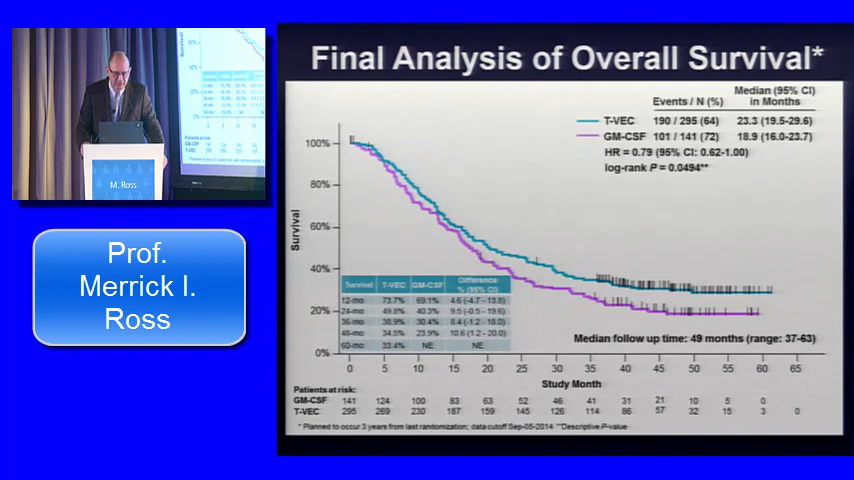 Final Analysis of Overall Survival*
Events / N (%)
Median (95% CI)
in Months
T-VEC 190 / 295 (64) 23.3 (19.5-29.6)
GM-CSF 101 / 141 (72) 18.9 (16.0-23.7)
HR = 0.79 (95% CI: 0.62-1.00)
log-rank P = 0.0494**
100%
80%
60%
40%
20%
0%
Survival
Survival T-VEC GM-CSF Difference % (95% CI)
12-mo 73.7% 69.1% 4.6 (-4.7 - 13.8)
24-mo 49.8% 40.3% 9.5 (-0.5 - 19.6)
36-mo 38.9% 30.4% 8.4 (-1.2 - 18.0)
48-mo 34.5% 23.9% 10.6 (1.2 - 20.0)
60-mo 33.4% NE NE
Median follow up time: 49 months (range: 37-63)
0 5 10 15 20 25 30 35 40 45 50 55 60 65
Study Month
Patients at risk:
GM-CSF 141 124 100 83 63 52 46 41 31 21 10 5 0
T-VEC 295 269 230 187 159 145 126 114 86 57 32 15 3 0
* Planned to occur 3 years from last randomization; data cutoff Sep-05-2014 **Descriptive P-value
M. Ross
Prof.
Merrick I.
Ross